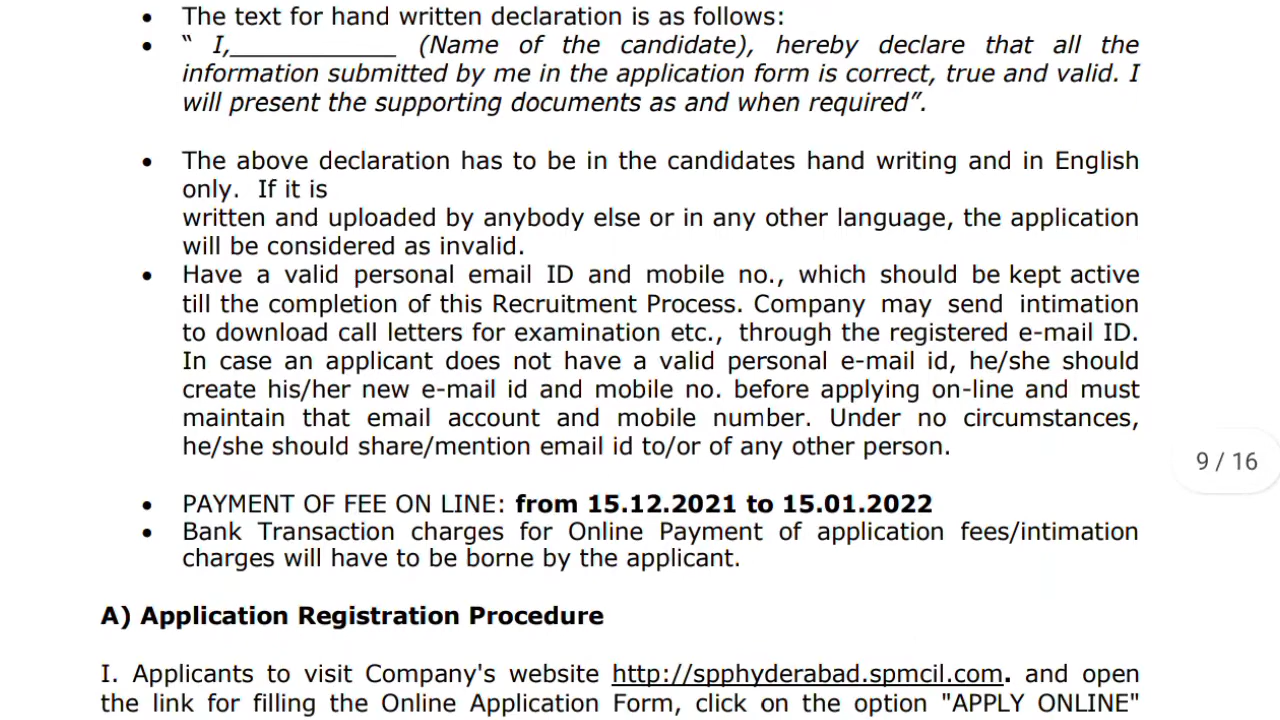 • The text for hand written declaration is as follows:
• “ I,____________ (Name of the candidate), hereby declare that all the
information submitted by me in the application form is correct, true and valid. I
will present the supporting documents as and when required”.
• The above declaration has to be in the candidates hand writing and in English
only. If it is
written and uploaded by anybody else or in any other language, the application
will be considered as invalid.
• Have a valid personal email ID and mobile no., which should be kept active
till the completion of this Recruitment Process. Company may send intimation
to download call letters for examination etc., through the registered e-mail ID.
In case an applicant does not have a valid personal e-mail id, he/she should
create his/her new e-mail id and mobile no. before applying on-line and must
maintain that email account and mobile number. Under no circumstances,
he/she should share/mention email id to/or of any other person.
9 / 16
• PAYMENT OF FEE ON LINE: from 15.12.2021 to 15.01.2022
• Bank Transaction charges for Online Payment of application fees/intimation
charges will have to be borne by the applicant.
A) Application Registration Procedure
I. Applicants to visit Company's website http://spphyderabad.spmcil.com. and open
the link for filling the Online Application Form, click on the option "APPLY ONLINE"